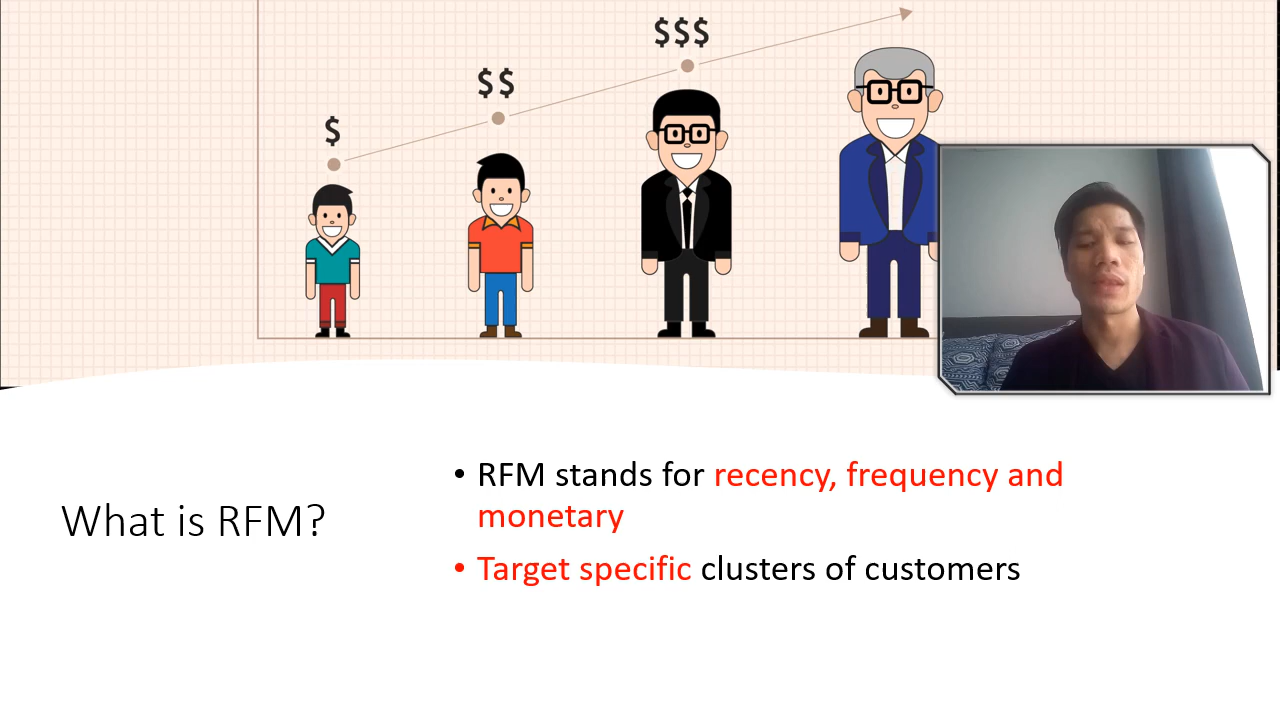 $
$$
$$$
What is RFM?
• RFM stands for recency, frequency and
monetary
• Target specific clusters of customers